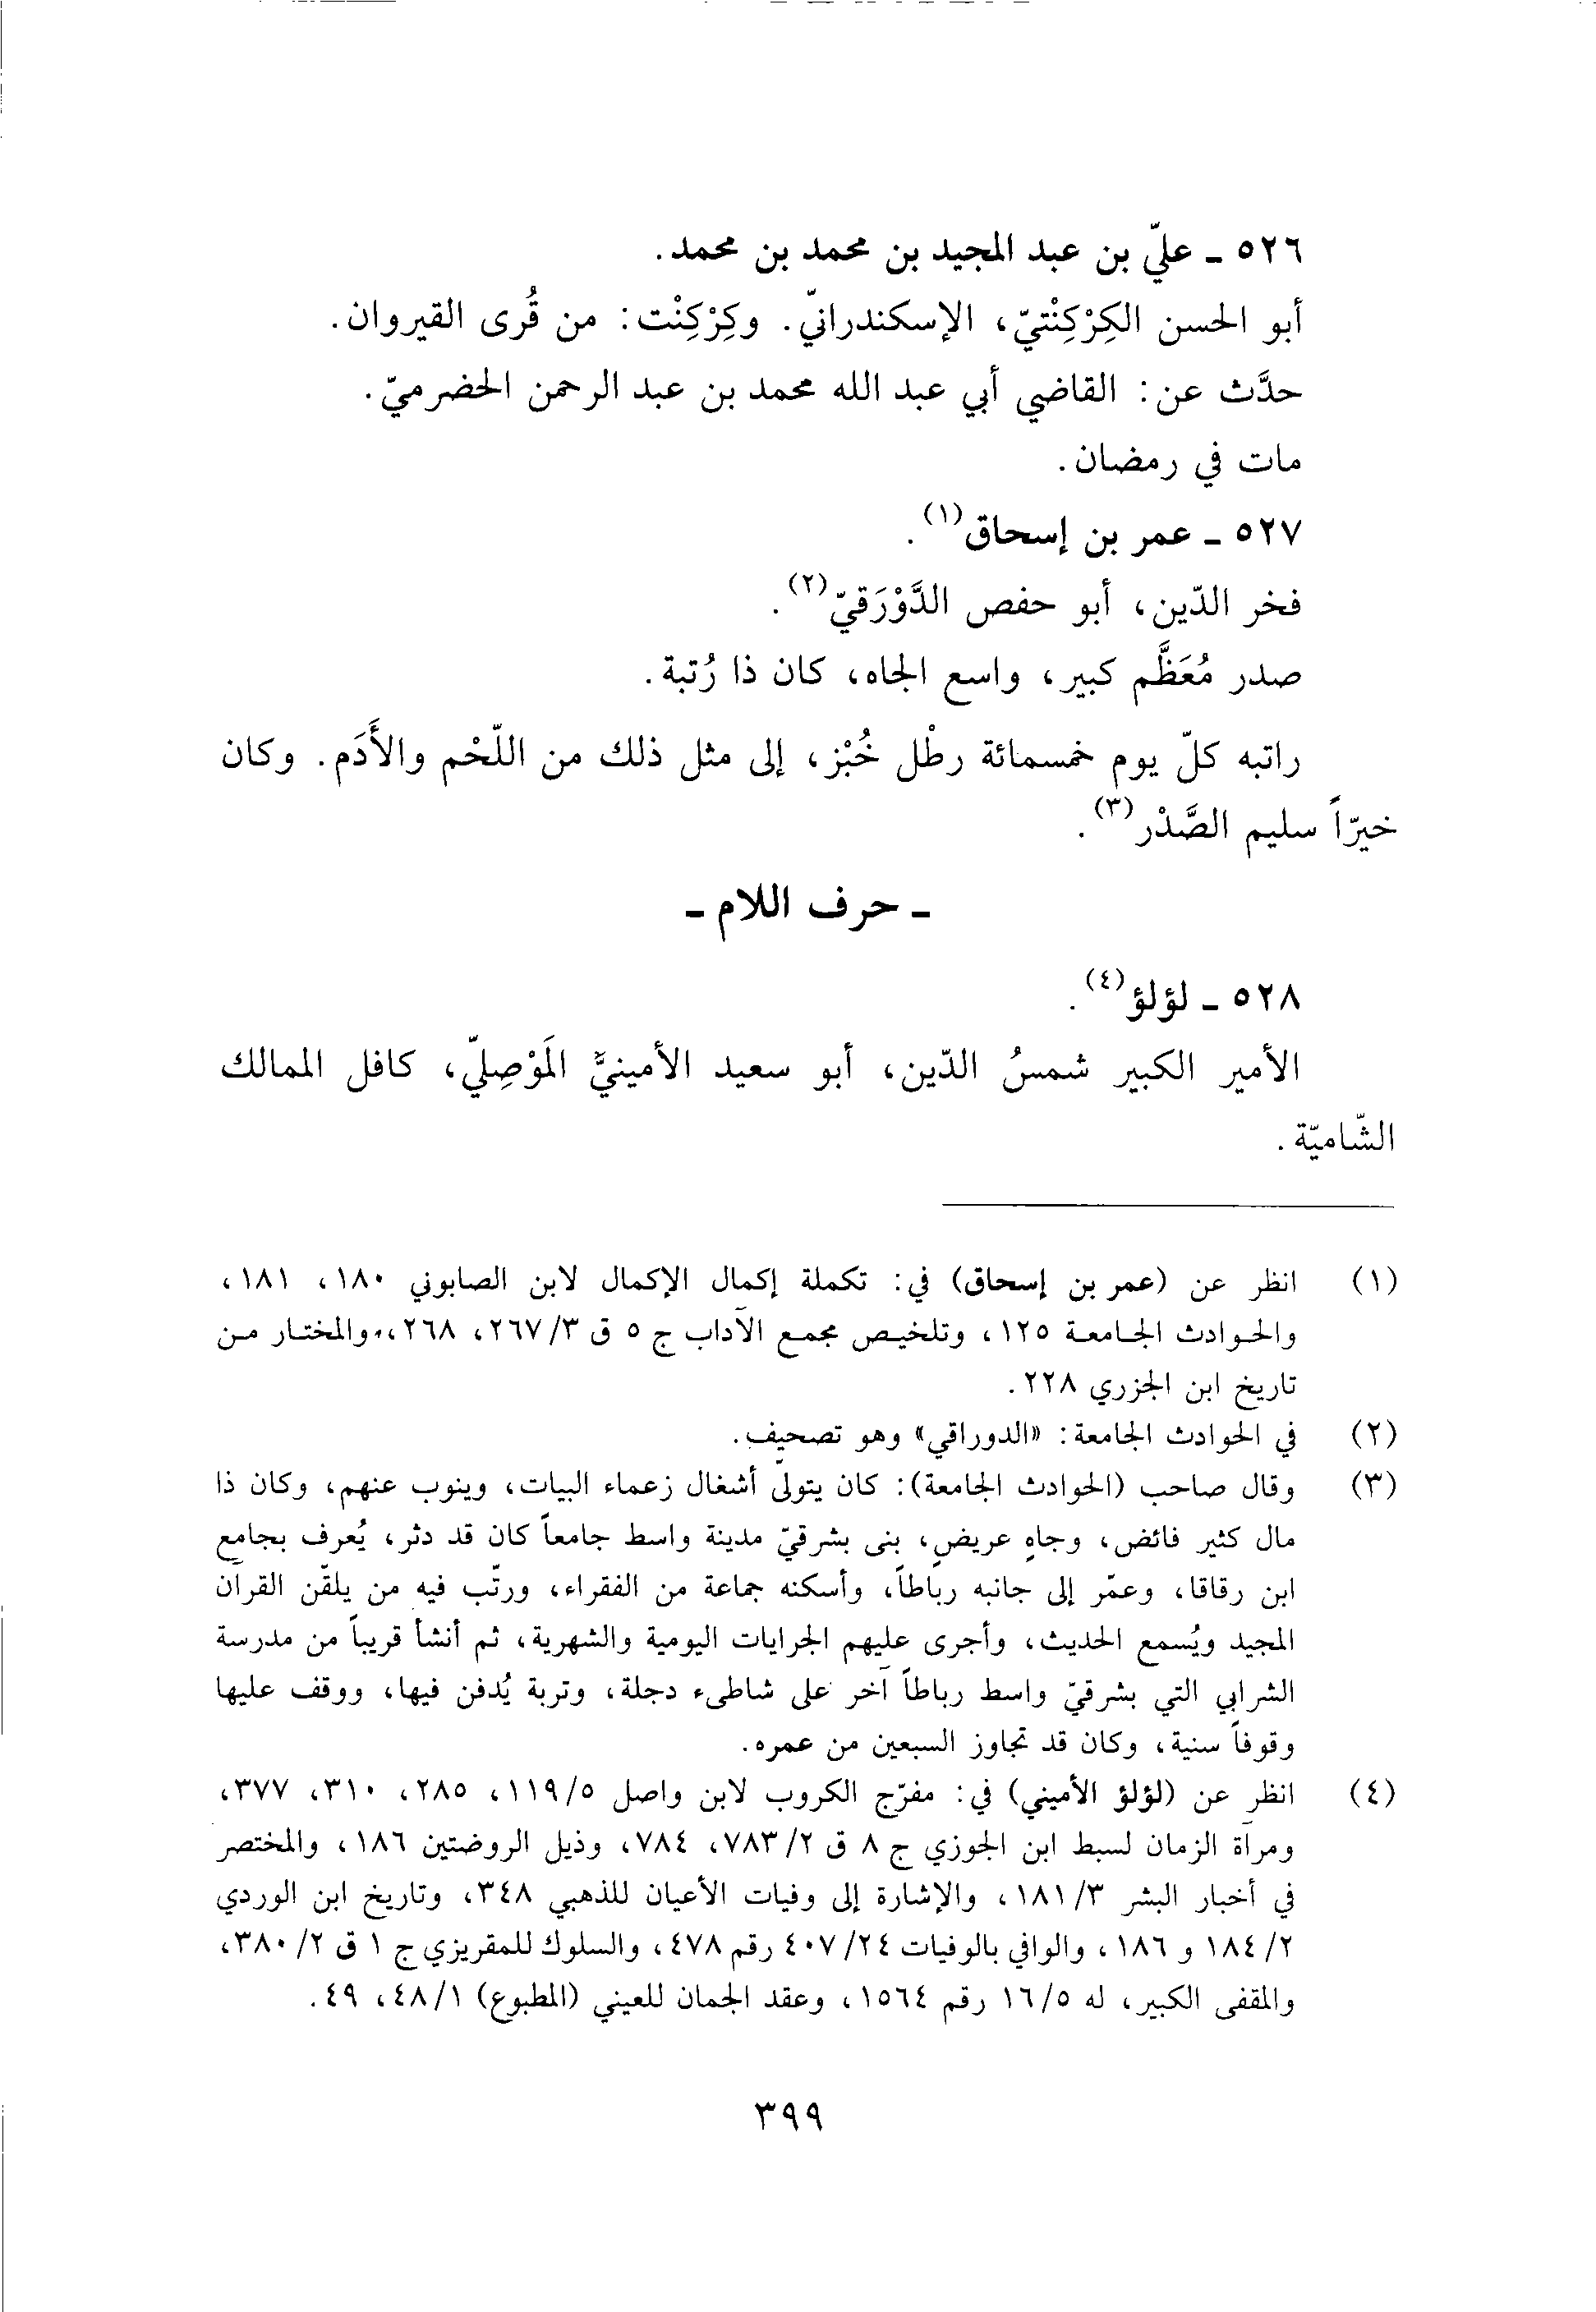 ٥٢٦ ـ عليّ بن عبد المجيد بن محمد بن محمد.
أبو الحسن الكِرْكِنْتيّ، الإسكندرانيّ. وكِرْكِنْت: من قُرى القيروان.
حدَّث عن: القاضي أبي عبد الله محمد بن عبد الرحمن الحضرميّ.
مات في رمضان.
٥٢٧ ـ عمر بن إسحاق(١).
فخر الدّين، أبو حفص الدَّوْرَقيّ(٢).
صدر مُعَظَّم كبير، واسع الجاه، كان ذا رُتبة.
راتبه كلّ يوم خمسمائة رطْل خُبْز، إلى مثل ذلك من اللّحْم والأَدَم. وكان
خيّراً سليم الصَّدْر(٣).
ـ حرف اللام ـ
٥٢٨ ـ لؤلؤ(٤).
الأمير الكبير شمسُ الدّين، أبو سعيد الأمينيّ المَوْصِليّ، كافل الممالك
الشّاميّة.
(١) انظر عن (عمر بن إسحاق) في: تكملة إكمال الإكمال لابن الصابوني ١٨٠، ١٨١،
والحوادث الجامعة ١٢٥، وتلخيص مجمع الآداب ج ٥ ق ٣/ ٢٦٧، ٢٦٨، والمختار من
تاريخ ابن الجزري ٢٢٨.
(٢) في الحوادث الجامعة: «الدوراقي» وهو تصحيف.
(٣) وقال صاحب (الحوادث الجامعة): كان يتولّى أشغال زعماء البيات، وينوب عنهم، وكان ذا
مال كثير فائض، وجاهٍ عريضٍ، بنى بشرقيّ مدينة واسط جامعاً كان قد دثر، يُعرف بجامع
ابن رقاقا، وعمّر إلى جانبه رباطاً، وأسكنه جماعة من الفقراء، ورتّب فيه من يلقّن القرآن
المجيد ويُسمع الحديث، وأجرى عليهم الجرايات اليومية والشهرية، ثم أنشأ قريباً من مدرسة
الشرابي التي بشرقيّ واسط رباطاً آخر على شاطىء دجلة، وتربة يُدفن فيها، ووقف عليها
وقوفاً سنية، وكان قد تجاوز السبعين من عمره.
(٤) انظر عن (لؤلؤ الأميني) في: مفرّج الكروب لابن واصل ٥/ ١١٩، ٢٨٥، ٣١٠، ٣٧٧،
ومرآة الزمان لسبط ابن الجوزي ج ٨ ق ٢/ ٧٨٣، ٧٨٤، وذيل الروضتين ١٨٦، والمختصر
في أخبار البشر ٣/ ١٨١، والإشارة إلى وفيات الأعيان للذهبي ٣٤٨، وتاريخ ابن الوردي
٢/ ١٨٤ و ١٨٦، والوافي بالوفيات ٢٤/ ٤٠٧ رقم ٤٧٨، والسلوك للمقريزي ج ١ ق ٢/ ٣٨٠،
والمقفى الكبير، له ٥/ ١٦ رقم ١٥٦٤، وعقد الجمان للعيني (المطبوع) ١/ ٤٨، ٤٩.
٣٩٩